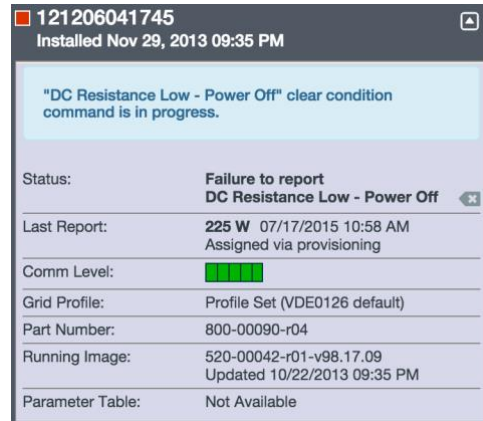 121206041745
Installed Nov 29, 2013 09:35 PM
"DC Resistance Low - Power Off" clear condition
command is in progress.
Status: Failure to report
DC Resistance Low - Power Off
Last Report: 225 W 07/17/2015 10:58 AM
Assigned via provisioning
Comm Level:
Grid Profile: Profile Set (VDE0126 default)
Part Number: 800-00090-r04
Running Image: 520-00042-r01-v98.17.09
Updated 10/22/2013 09:35 PM
Parameter Table: Not Available